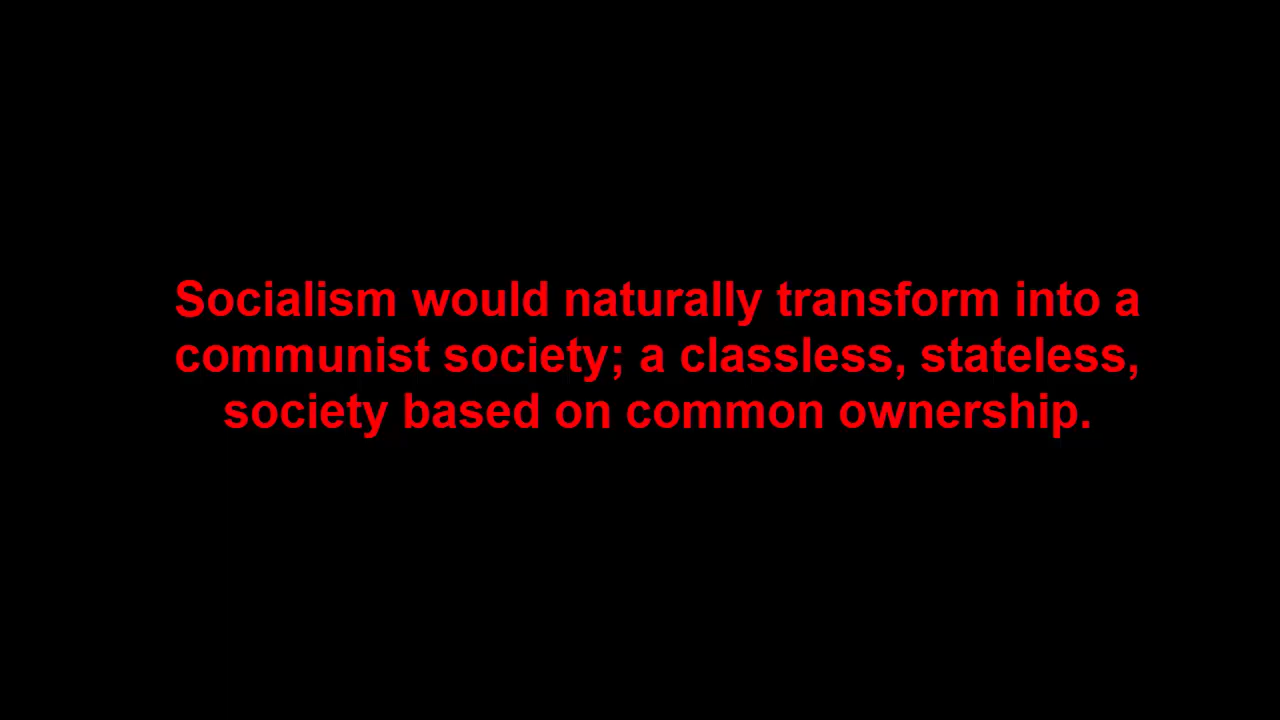 Socialism would naturally transform into a
communist society; a classless, stateless,
society based on common ownership.